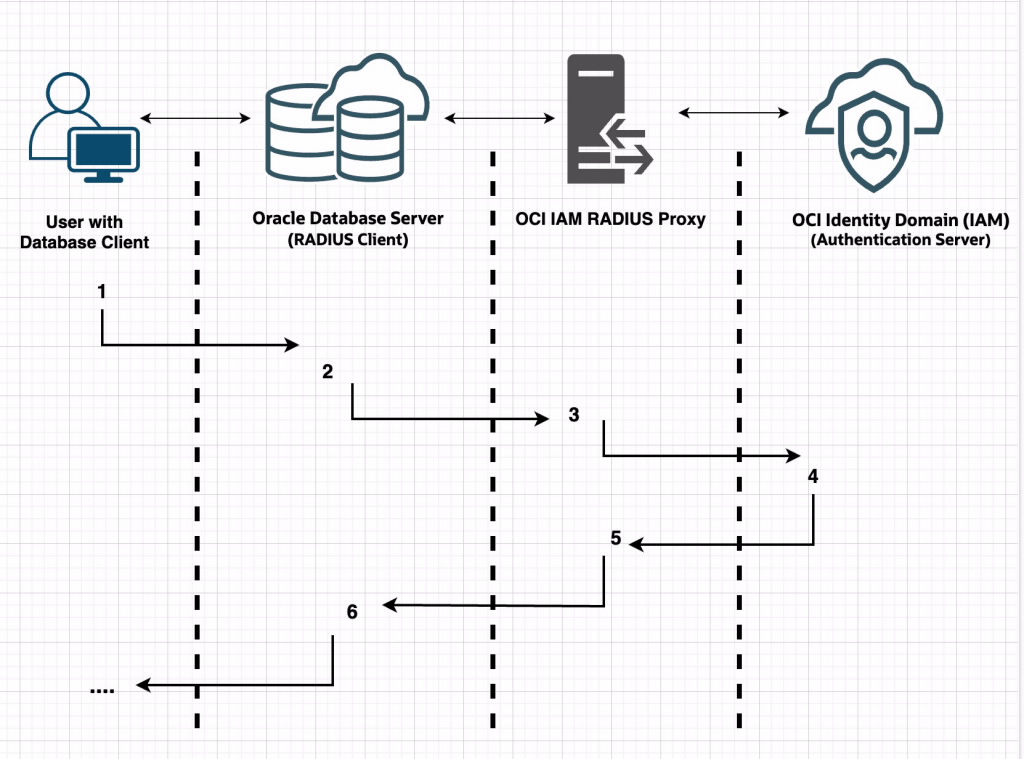 User with
Database Client
Oracle Database Server
(RADIUS Client)
OCI IAM RADIUS Proxy
OCI Identity Domain (IAM)
(Authentication Server)
1
2
3
4
5
6
....